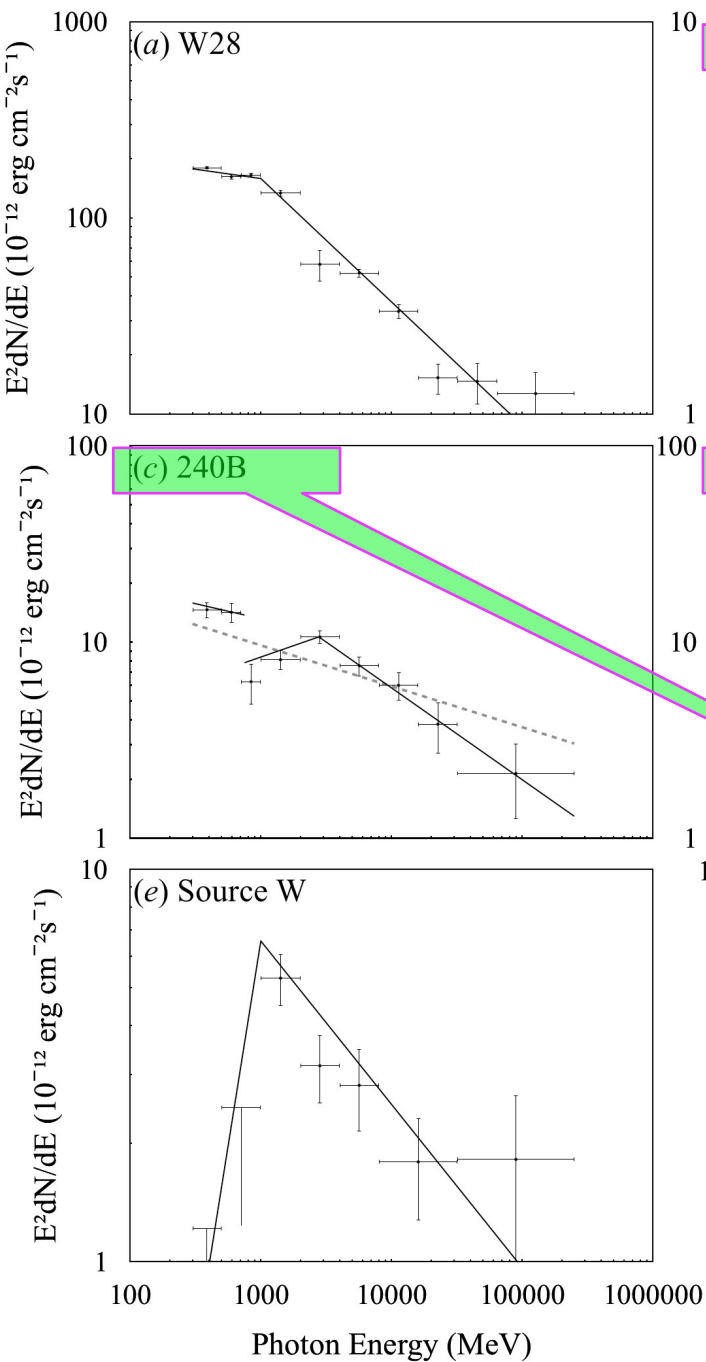 1000
(a) W28
10
100
10
1
E²dN/dE (10⁻¹² erg cm⁻²s⁻¹)
100
(c) 240B
100
10
10
1
1
E²dN/dE (10⁻¹² erg cm⁻²s⁻¹)
10
(e) Source W
1
1
E²dN/dE (10⁻¹² erg cm⁻²s⁻¹)
100 1000 10000 100000 1000000
Photon Energy (MeV)